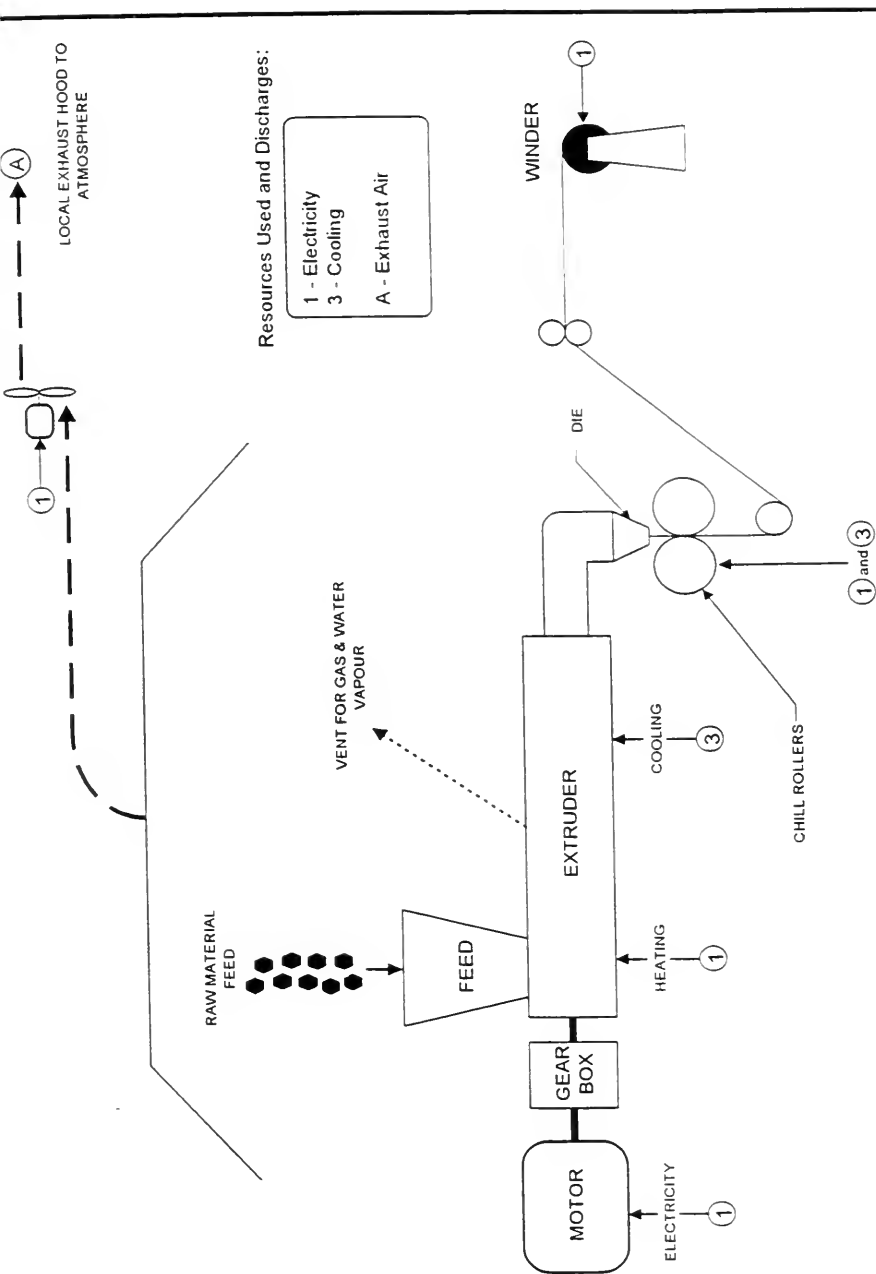 LOCAL EXHAUST HOOD TO
ATMOSPHERE
A
1
Resources Used and Discharges:
1 - Electricity
3 - Cooling
A - Exhaust Air
RAW MATERIAL
FEED
VENT FOR GAS & WATER
VAPOUR
WINDER
1
FEED
DIE
MOTOR
GEAR
BOX
EXTRUDER
ELECTRICITY
1
HEATING
1
COOLING
3
CHILL ROLLERS
1 and 3